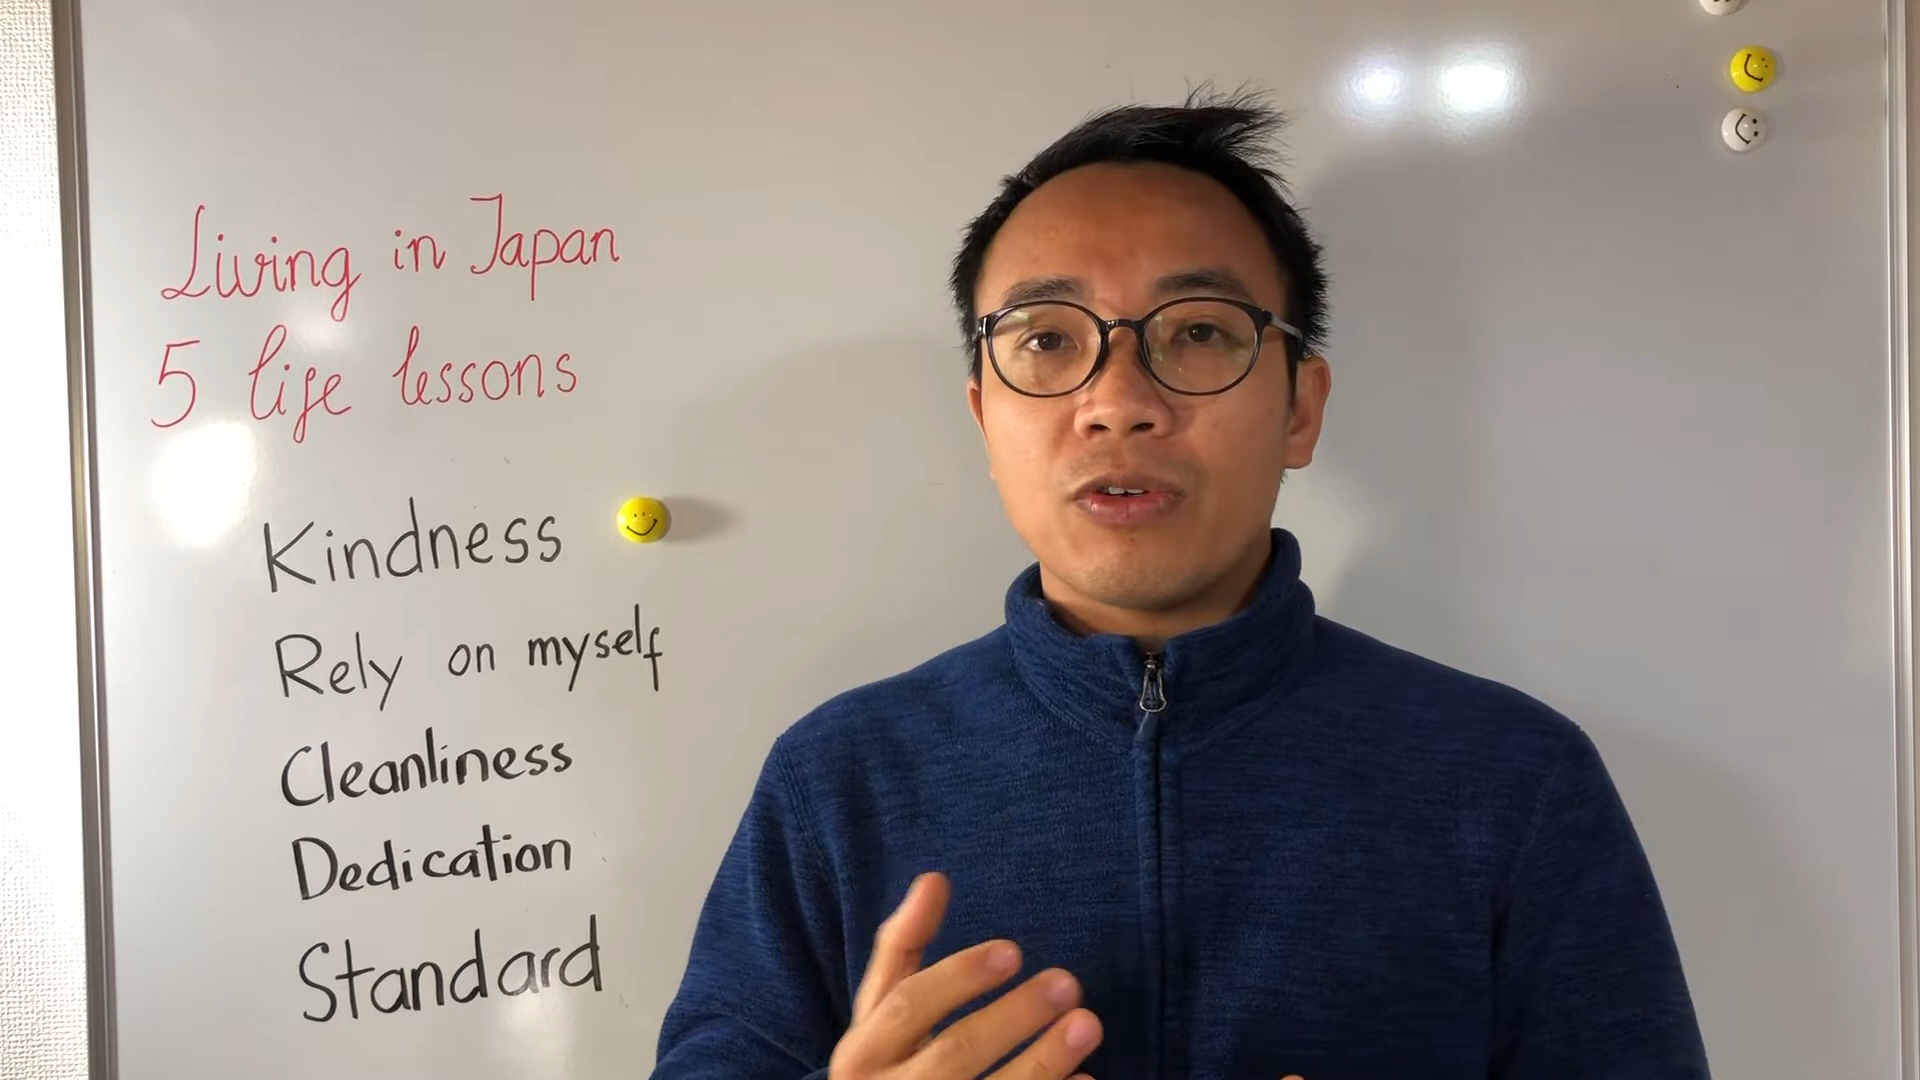 Living in Japan
5 life lessons
Kindness
Rely on myself
Cleanliness
Dedication
Standard